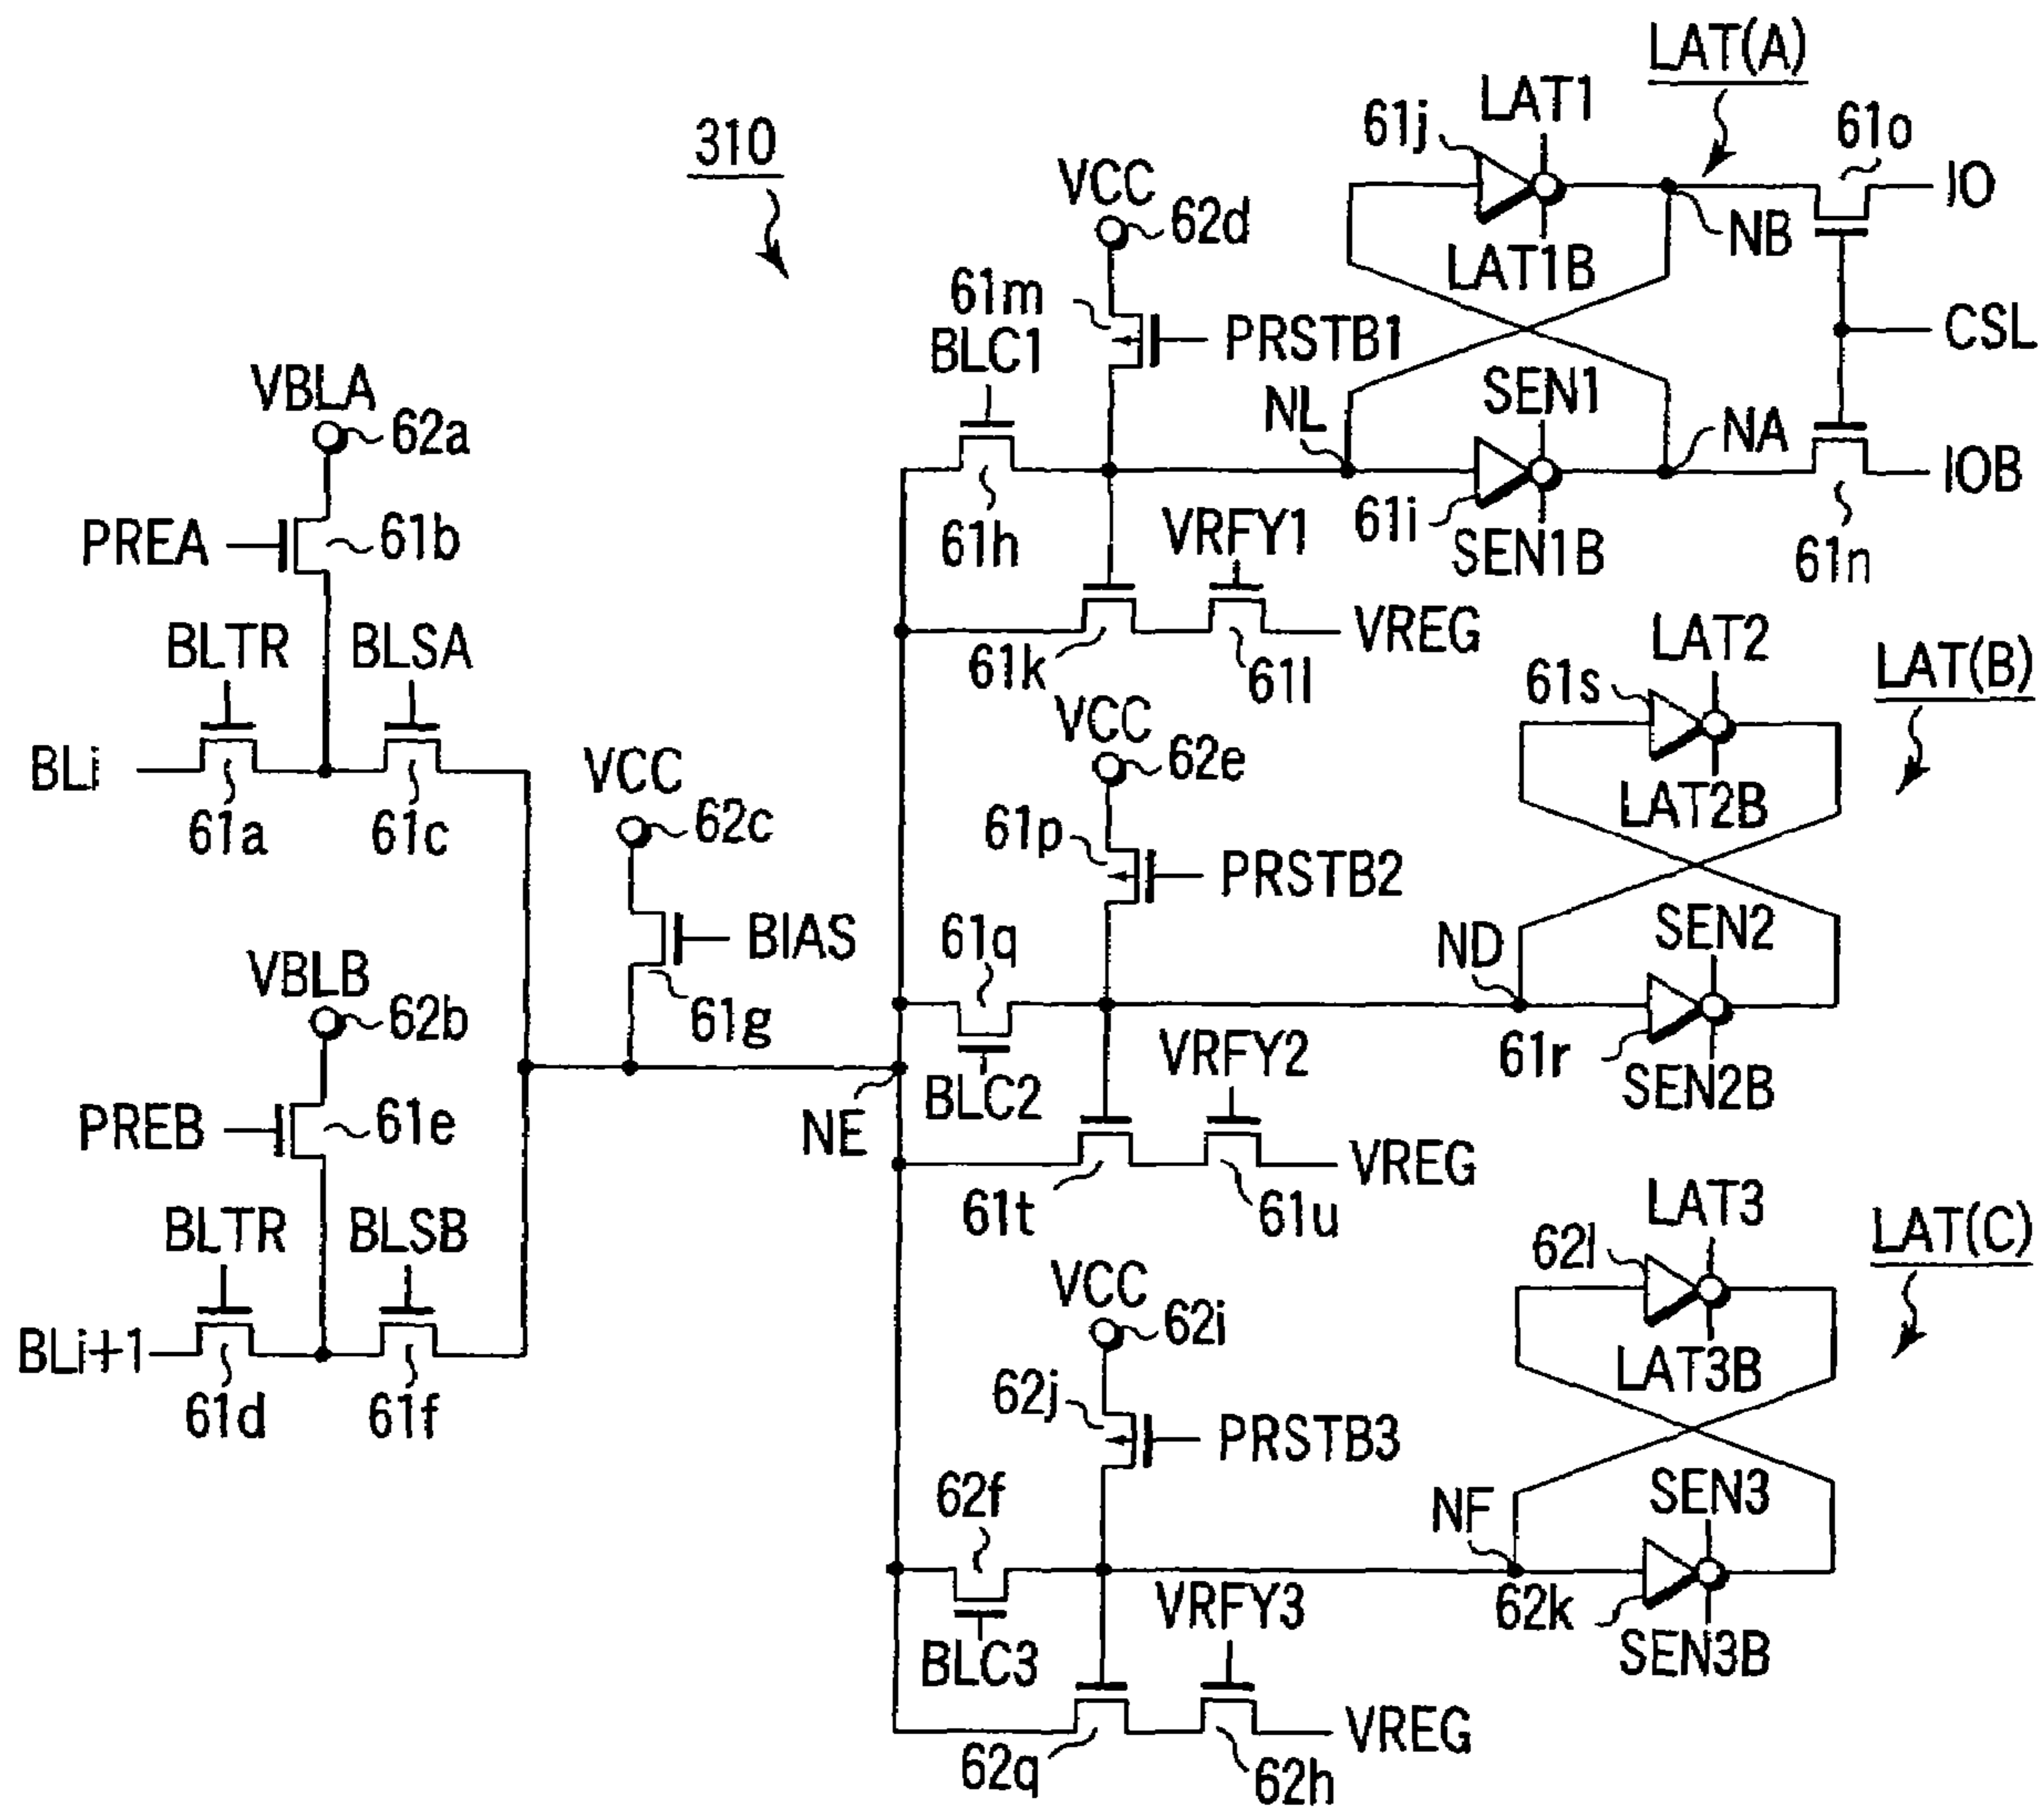 310
LAT(A)
LAT1
61j
61o
VCC
62d
IO
NB
LAT1B
61m
PRSTB1
CSL
BLC1
SEN1
NL
NA
61i
IOB
SEN1B
61n
61h
VRFY1
61k
61l
VREG
VBLA
62a
PREA
61b
BLTR
BLSA
BLi
61a
61c
VCC
62c
BIAS
61g
VBLB
62b
PREB
61e
BLTR
BLSB
BLi+1
61d
61f
NE
LAT2
LAT(B)
61s
LAT2B
VCC
62e
61p
PRSTB2
61q
ND
SEN2
61r
SEN2B
BLC2
VRFY2
61t
61u
VREG
LAT3
LAT(C)
62l
LAT3B
VCC
62i
62j
PRSTB3
62f
NF
SEN3
62k
SEN3B
BLC3
VRFY3
62q
62h
VREG